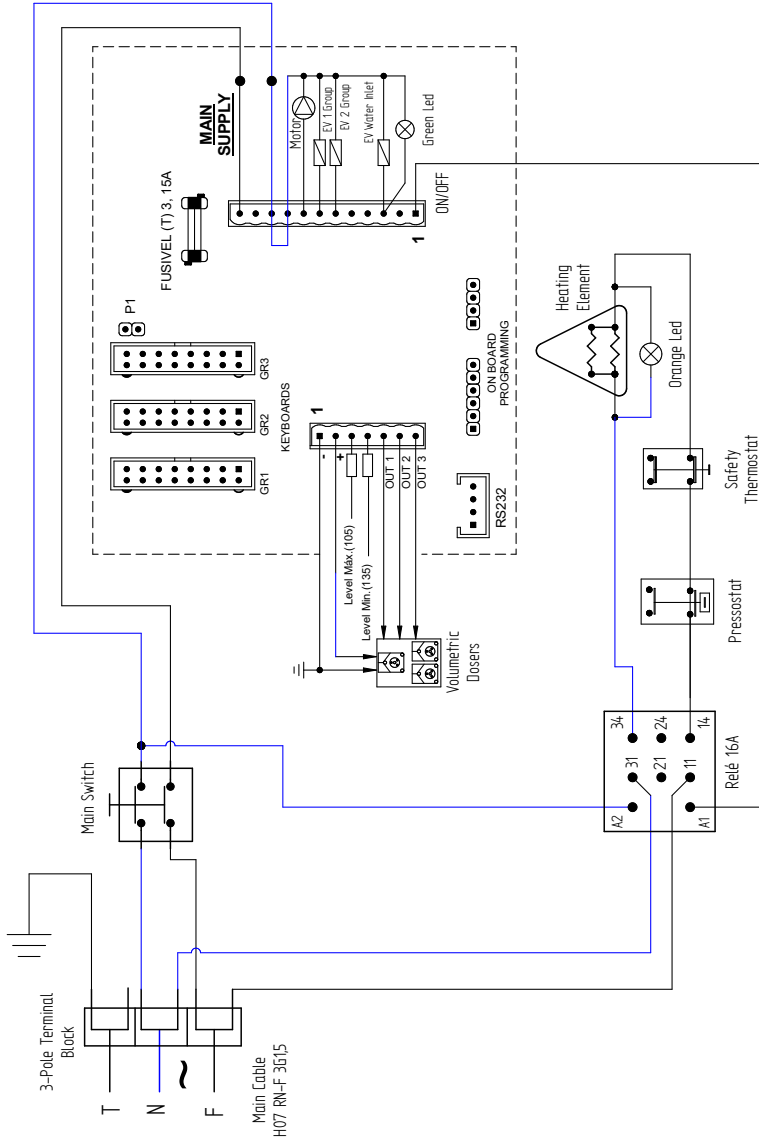 3-Pole Terminal
Block
T
N
~
F
Main Cable
H07 RN-F 3G1,5
Main Switch
MAIN
SUPPLY
FUSIVEL (T) 3, 15A
P1
GR1
GR2
GR3
KEYBOARDS
Motor
EV 1 Group
EV 2 Group
EV Water Inlet
Green Led
ON/OFF
1
1
-
+
Level Máx.(105)
Level Min.(135)
OUT 1
OUT 2
OUT 3
Volumetric
Dosers
RS232
ON BOARD
PROGRAMMING
Heating
Element
Orange Led
Safety
Thermostat
Pressostat
Relé 16A
A2
31
34
21
24
A1
11
14